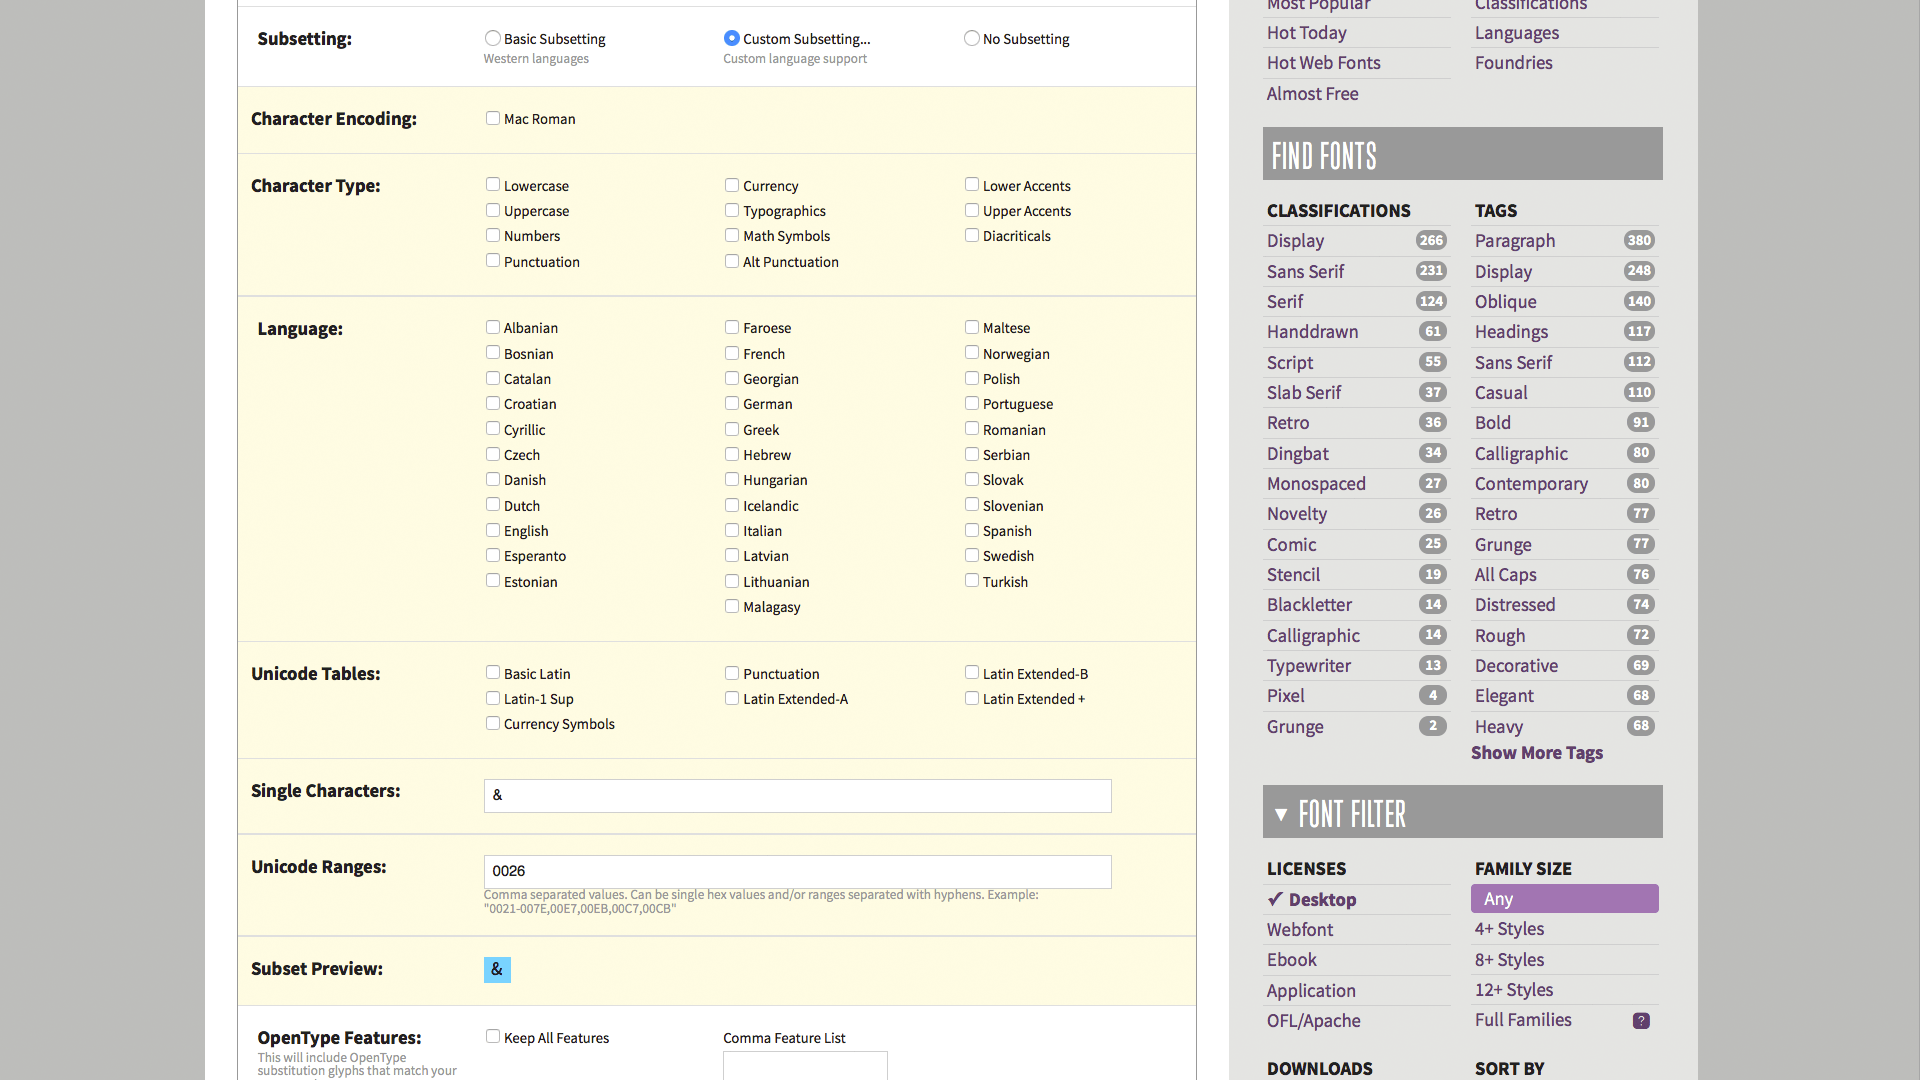 Subsetting:
Basic Subsetting
Western languages
Custom Subsetting...
Custom language support
No Subsetting
Character Encoding:
Mac Roman
Character Type:
Lowercase
Uppercase
Numbers
Punctuation
Currency
Typographics
Math Symbols
Alt Punctuation
Lower Accents
Upper Accents
Diacriticals
Language:
Albanian
Bosnian
Catalan
Croatian
Cyrillic
Czech
Danish
Dutch
English
Esperanto
Estonian
Faroese
French
Georgian
German
Greek
Hebrew
Hungarian
Icelandic
Italian
Latvian
Lithuanian
Malagasy
Maltese
Norwegian
Polish
Portuguese
Romanian
Serbian
Slovak
Slovenian
Spanish
Swedish
Turkish
Unicode Tables:
Basic Latin
Latin-1 Sup
Currency Symbols
Punctuation
Latin Extended-A
Latin Extended-B
Latin Extended +
Single Characters:
&
Unicode Ranges:
0026
Comma separated values. Can be single hex values and/or ranges separated with hyphens. Example:
"0021-007E,00E7,00EB,00C7,00CB"
Subset Preview:
&
OpenType Features:
This will include OpenType
substitution glyphs that match your
Keep All Features
Comma Feature List
Most Popular
Hot Today
Hot Web Fonts
Almost Free
Classifications
Languages
Foundries
FIND FONTS
CLASSIFICATIONS
Display 266
Sans Serif 231
Serif 124
Handdrawn 61
Script 55
Slab Serif 37
Retro 36
Dingbat 34
Monospaced 27
Novelty 26
Comic 25
Stencil 19
Blackletter 14
Calligraphic 14
Typewriter 13
Pixel 4
Grunge 2
TAGS
Paragraph 380
Display 248
Oblique 140
Headings 117
Sans Serif 112
Casual 110
Bold 91
Calligraphic 80
Contemporary 80
Retro 77
Grunge 77
All Caps 76
Distressed 74
Rough 72
Decorative 69
Elegant 68
Heavy 68
Show More Tags
▼ FONT FILTER
LICENSES
✓ Desktop
Webfont
Ebook
Application
OFL/Apache
FAMILY SIZE
Any
4+ Styles
8+ Styles
12+ Styles
Full Families ?
DOWNLOADS
SORT BY